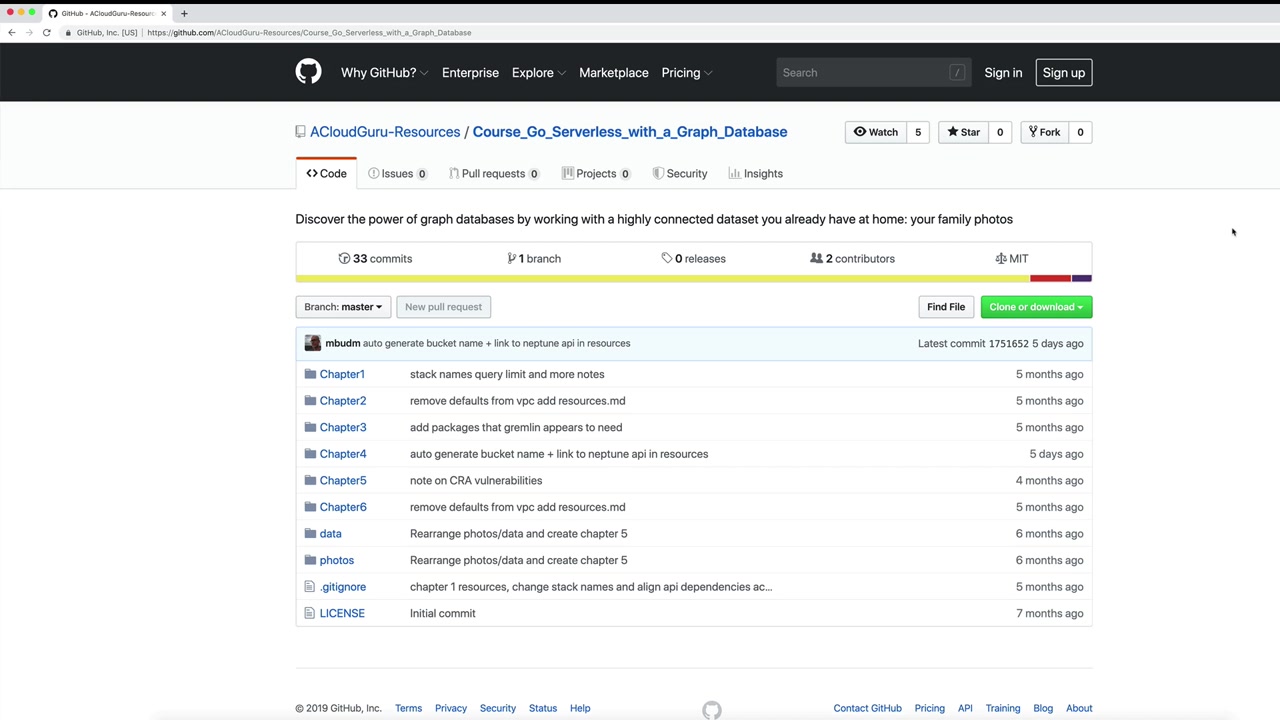 GitHub - ACloudGuru-Resourc
GitHub, Inc. [US] | https://github.com/ACloudGuru-Resources/Course_Go_Serverless_with_a_Graph_Database
Why GitHub? Enterprise Explore Marketplace Pricing Search / Sign in Sign up
ACloudGuru-Resources / Course_Go_Serverless_with_a_Graph_Database Watch 5 Star 0 Fork 0
Code Issues 0 Pull requests 0 Projects 0 Security Insights
Discover the power of graph databases by working with a highly connected dataset you already have at home: your family photos
33 commits 1 branch 0 releases 2 contributors MIT
Branch: master New pull request Find File Clone or download
mbudm auto generate bucket name + link to neptune api in resources Latest commit 1751652 5 days ago
Chapter1 stack names query limit and more notes 5 months ago
Chapter2 remove defaults from vpc add resources.md 5 months ago
Chapter3 add packages that gremlin appears to need 5 months ago
Chapter4 auto generate bucket name + link to neptune api in resources 5 days ago
Chapter5 note on CRA vulnerabilities 4 months ago
Chapter6 remove defaults from vpc add resources.md 5 months ago
data Rearrange photos/data and create chapter 5 6 months ago
photos Rearrange photos/data and create chapter 5 6 months ago
.gitignore chapter 1 resources, change stack names and align api dependencies ac... 5 months ago
LICENSE Initial commit 7 months ago
© 2019 GitHub, Inc. Terms Privacy Security Status Help Contact GitHub Pricing API Training Blog About